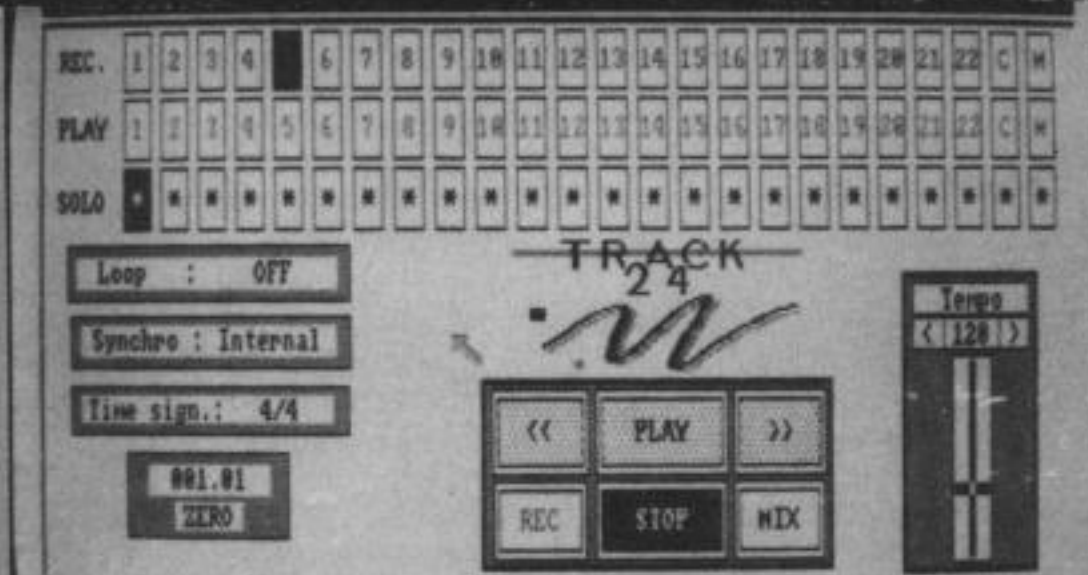 REC. 1 2 3 4 6 7 8 9 10 11 12 13 14 15 16 17 18 19 20 21 22 C M
PLAY 1 2 3 4 5 6 7 8 9 10 11 12 13 14 15 16 17 18 19 20 21 22 C M
SOLO * * * * * * * * * * * * * * * * * * * * * * * *
TRACK
24
Loop : OFF
Synchro : Internal
Time sign.: 4/4
001.01
ZERO
<< PLAY >>
REC STOP MIX
Tempo
< 120 >